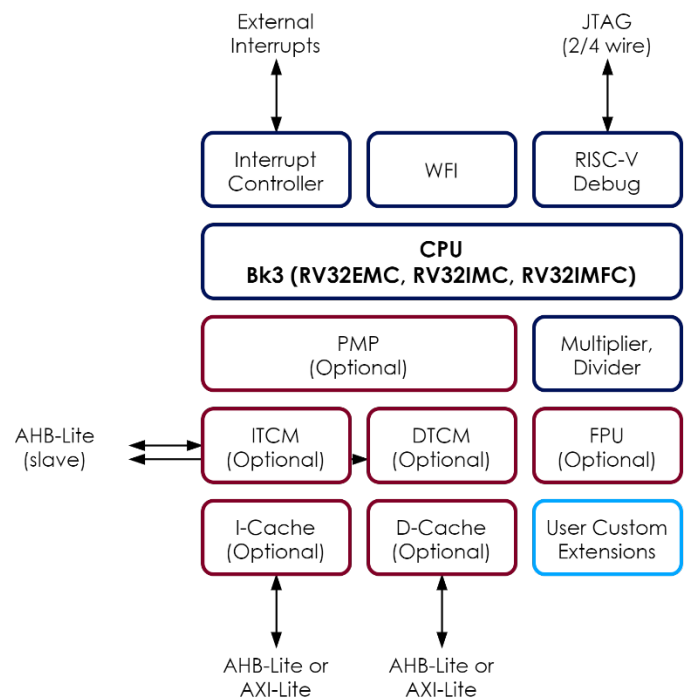 External
Interrupts
JTAG
(2/4 wire)
Interrupt
Controller
WFI
RISC-V
Debug
CPU
Bk3 (RV32EMC, RV32IMC, RV32IMFC)
PMP
(Optional)
Multiplier,
Divider
AHB-Lite
(slave)
ITCM
(Optional)
DTCM
(Optional)
FPU
(Optional)
I-Cache
(Optional)
D-Cache
(Optional)
User Custom
Extensions
AHB-Lite or
AXI-Lite
AHB-Lite or
AXI-Lite